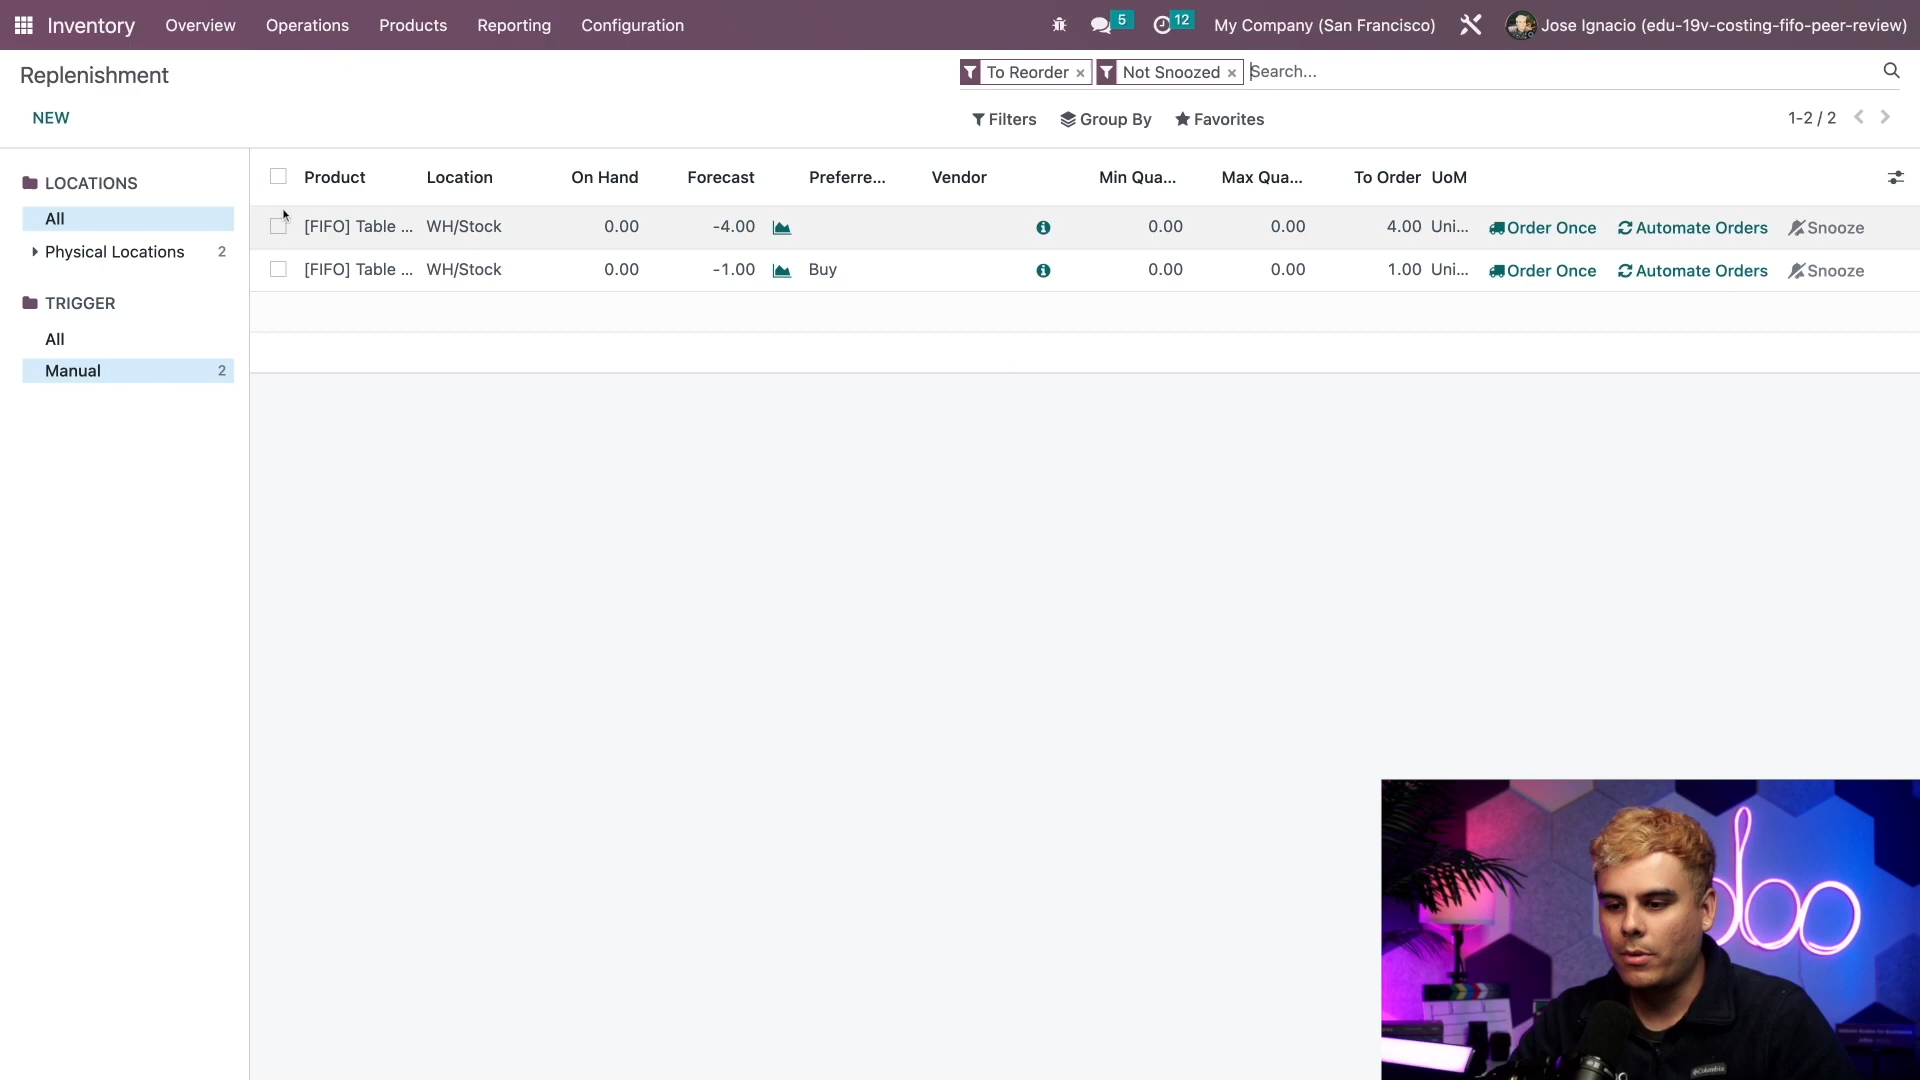 Inventory Overview Operations Products Reporting Configuration 5 12 My Company (San Francisco) Jose Ignacio (edu-19v-costing-fifo-peer-review)
Replenishment
To Reorder × Not Snoozed × Search...
NEW
Filters Group By Favorites
1-2 / 2
LOCATIONS
All
Physical Locations 2
TRIGGER
All
Manual 2
Product Location On Hand Forecast Preferre... Vendor Min Qua... Max Qua... To Order UoM
[FIFO] Table ... WH/Stock 0.00 -4.00 0.00 0.00 4.00 Uni... Order Once Automate Orders Snooze
[FIFO] Table ... WH/Stock 0.00 -1.00 Buy 0.00 0.00 1.00 Uni... Order Once Automate Orders Snooze
Columbia